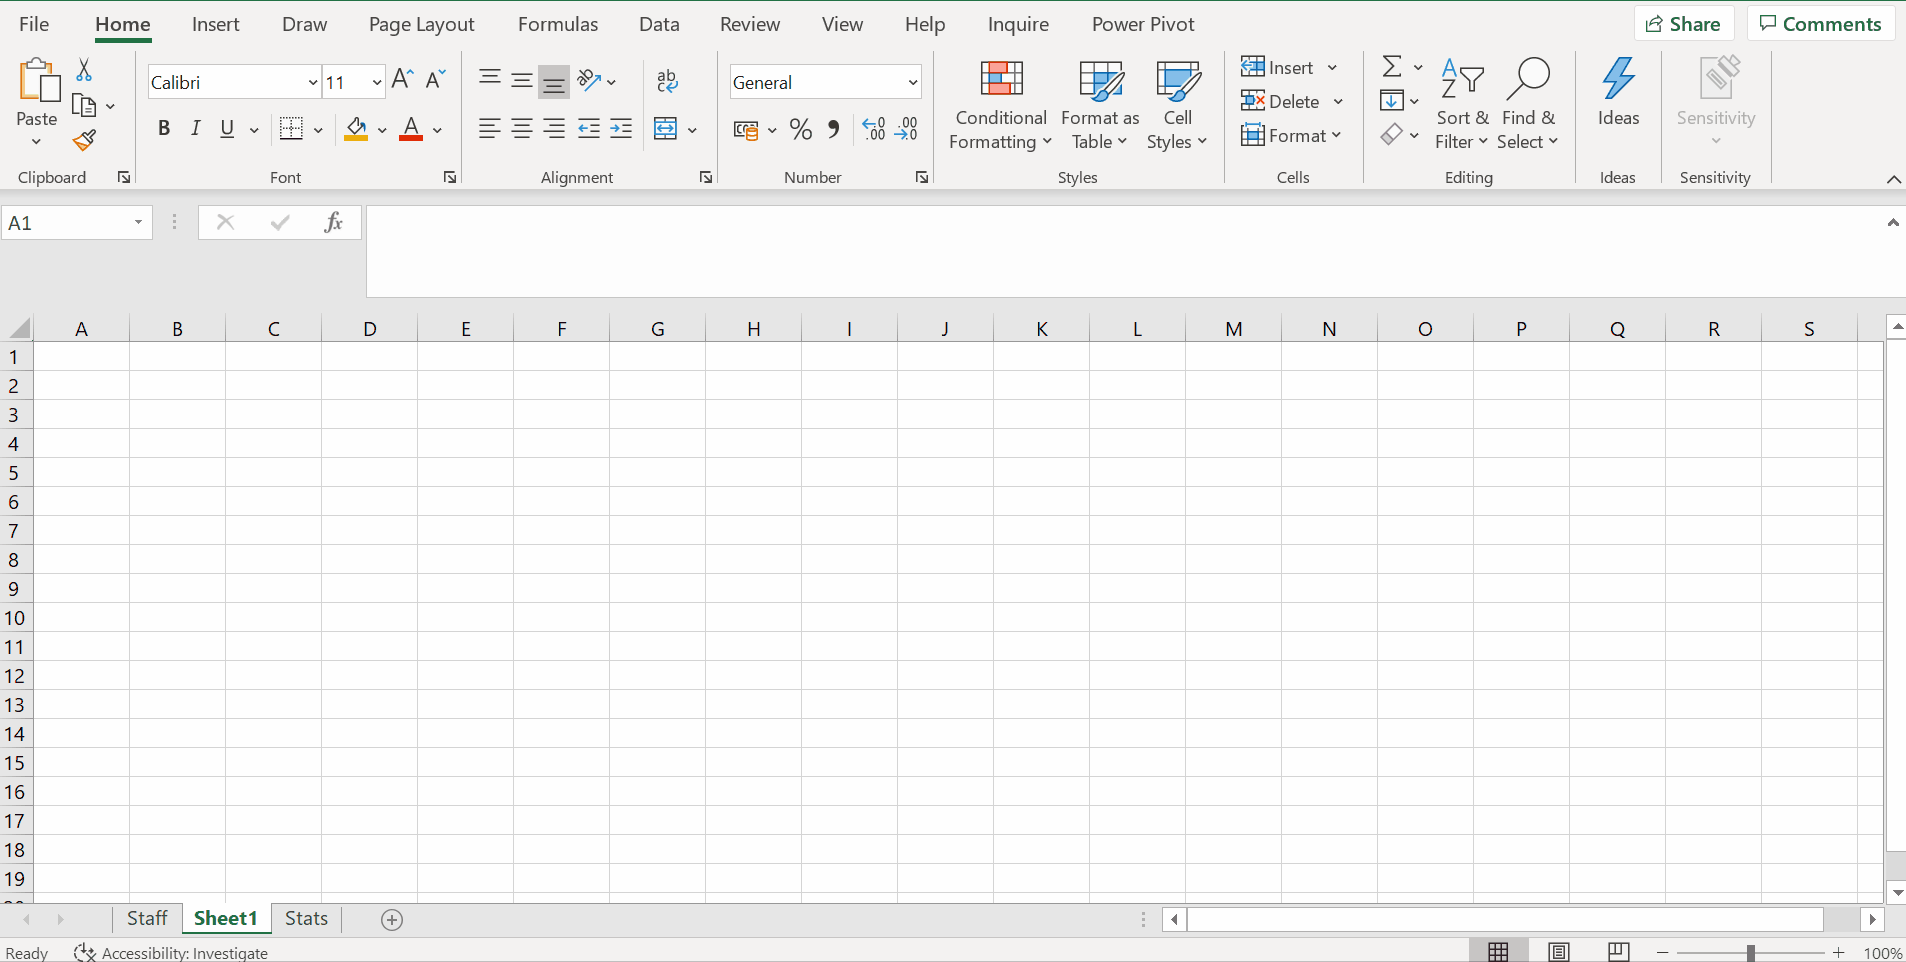 File Home Insert Draw Page Layout Formulas Data Review View Help Inquire Power Pivot Share Comments
Calibri 11 General
ab
c
Insert
Delete
Format
Paste
B I U A
% , .00 .00
Conditional Formatting
Format as Table
Cell Styles
Sort & Filter
Find & Select
Ideas
Sensitivity
Clipboard Font Alignment Number Styles Cells Editing Ideas Sensitivity
A1 fx
A B C D E F G H I J K L M N O P Q R S
1
2
3
4
5
6
7
8
9
10
11
12
13
14
15
16
17
18
19
Staff Sheet1 Stats
Ready Accessibility: Investigate 100%